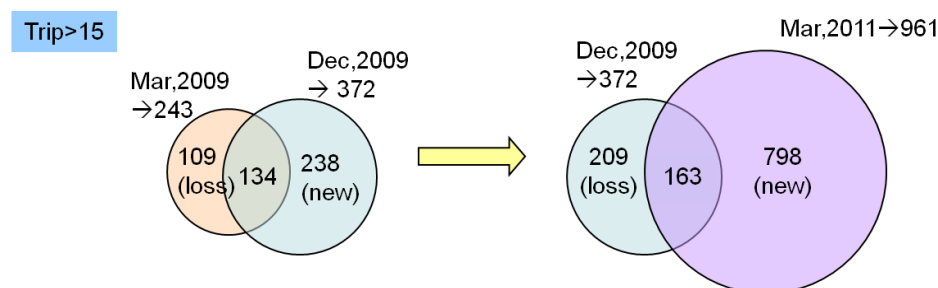 Trip>15
Mar,2009
→243
Dec,2009
→ 372
109
(loss)
134
238
(new)
Dec,2009
→372
Mar,2011→961
209
(loss)
163
798
(new)